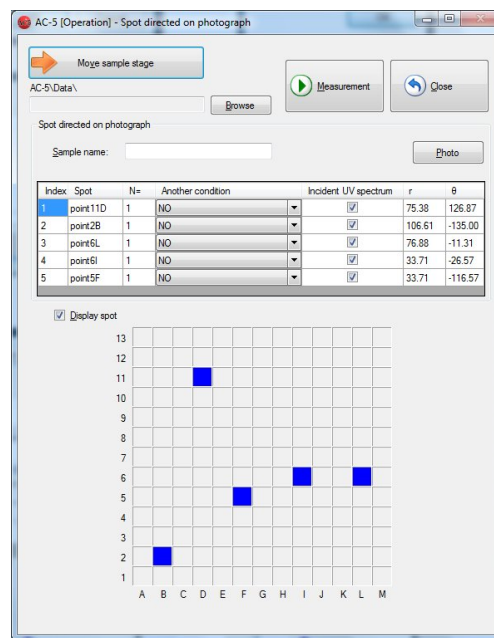 AC-5 [Operation] - Spot directed on photograph
Move sample stage
Measurement
Close
AC-5\Data\
Browse
Spot directed on photograph
Sample name:
Photo
Index Spot N= Another condition Incident UV spectrum r θ
1 point11D 1 NO 75.38 126.87
2 point2B 1 NO 106.61 -135.00
3 point6L 1 NO 76.88 -11.31
4 point6I 1 NO 33.71 -26.57
5 point5F 1 NO 33.71 -116.57
Display spot
13
12
11
10
9
8
7
6
5
4
3
2
1
A B C D E F G H I J K L M